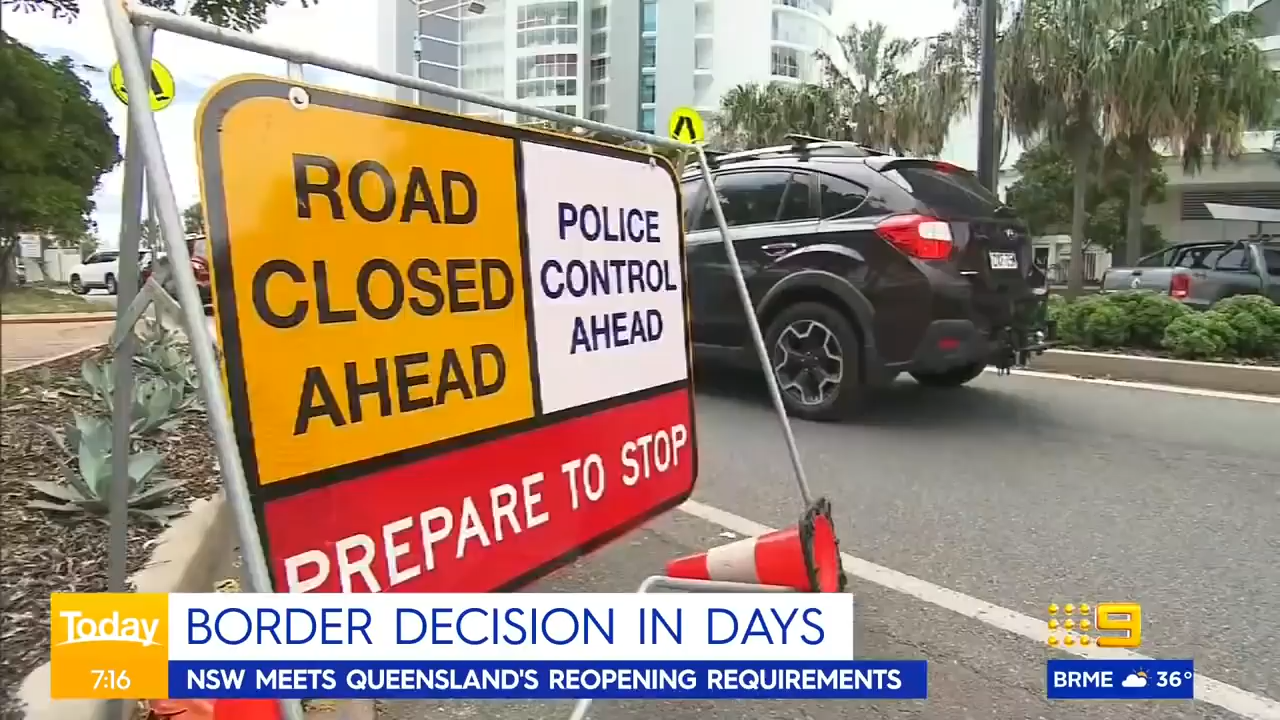 ROAD
CLOSED
AHEAD
POLICE
CONTROL
AHEAD
PREPARE TO STOP
Today
7:16
BORDER DECISION IN DAYS
NSW MEETS QUEENSLAND'S REOPENING REQUIREMENTS
9
BRME 36°